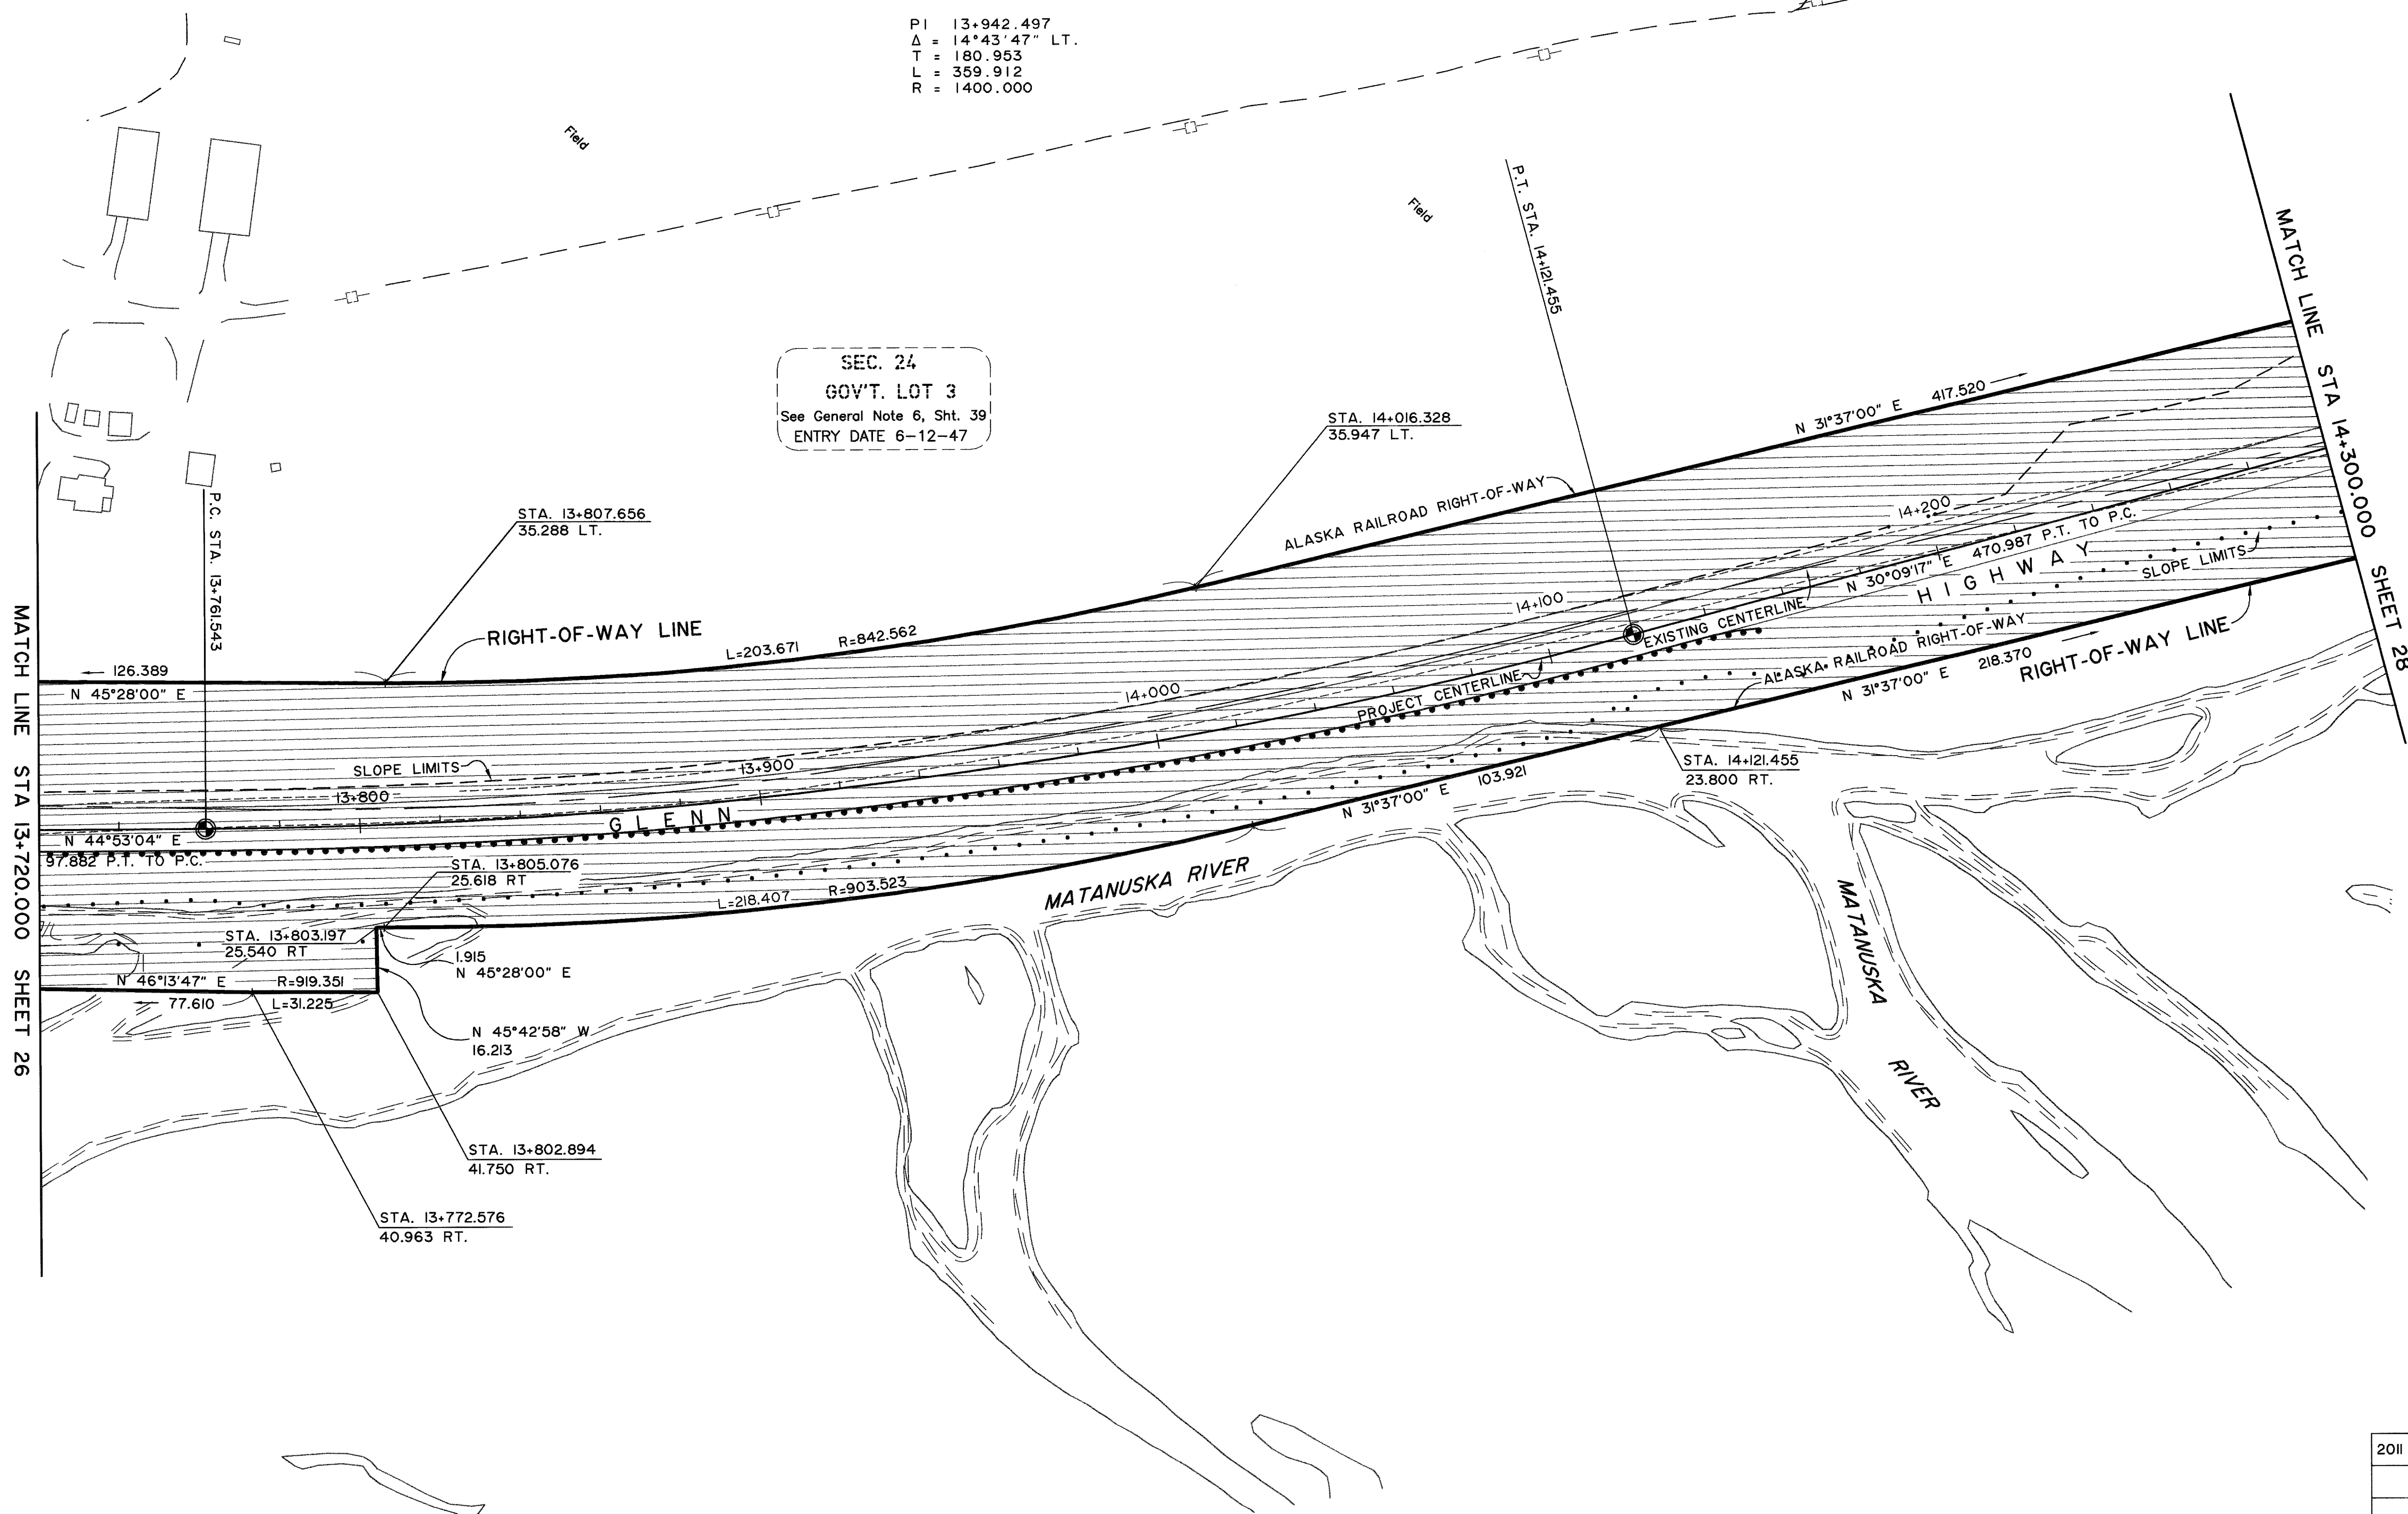 PI 13+942.497
Δ = 14°43'47" LT.
T = 180.953
L = 359.912
R = 1400.000
Field
Field
P.T. STA. 14+121.455
MATCH LINE STA 14+300.000 SHEET 28
SEC. 24
GOV'T. LOT 3
See General Note 6, Sht. 39
ENTRY DATE 6-12-47
N 31°37'00" E 417.520
STA. 14+016.328
35.947 LT.
ALASKA RAILROAD RIGHT-OF-WAY
P.C. STA. 13+761.543
STA. 13+807.656
35.288 LT.
RIGHT-OF-WAY LINE
L=203.671 R=842.562
126.389
N 45°28'00" E
MATCH LINE STA 13+720.000 SHEET 26
14+200
14+100
14+000
13+900
13+800
N 30°09'17" E 470.987 P.T. TO P.C.
HIGHWAY
SLOPE LIMITS
EXISTING CENTERLINE
PROJECT CENTERLINE
ALASKA RAILROAD RIGHT-OF-WAY
N 31°37'00" E 218.370
RIGHT-OF-WAY LINE
SLOPE LIMITS
GLENN
N 44°53'04" E
97.882 P.T. TO P.C.
STA. 14+121.455
23.800 RT.
N 31°37'00" E 103.921
STA. 13+805.076
25.618 RT
L=218.407 R=903.523
MATANUSKA RIVER
MATANUSKA RIVER
STA. 13+803.197
25.540 RT
1.915
N 45°28'00" E
N 46°13'47" E R=919.351
77.610 L=31.225
N 45°42'58" W
16.213
STA. 13+802.894
41.750 RT.
STA. 13+772.576
40.963 RT.
2011